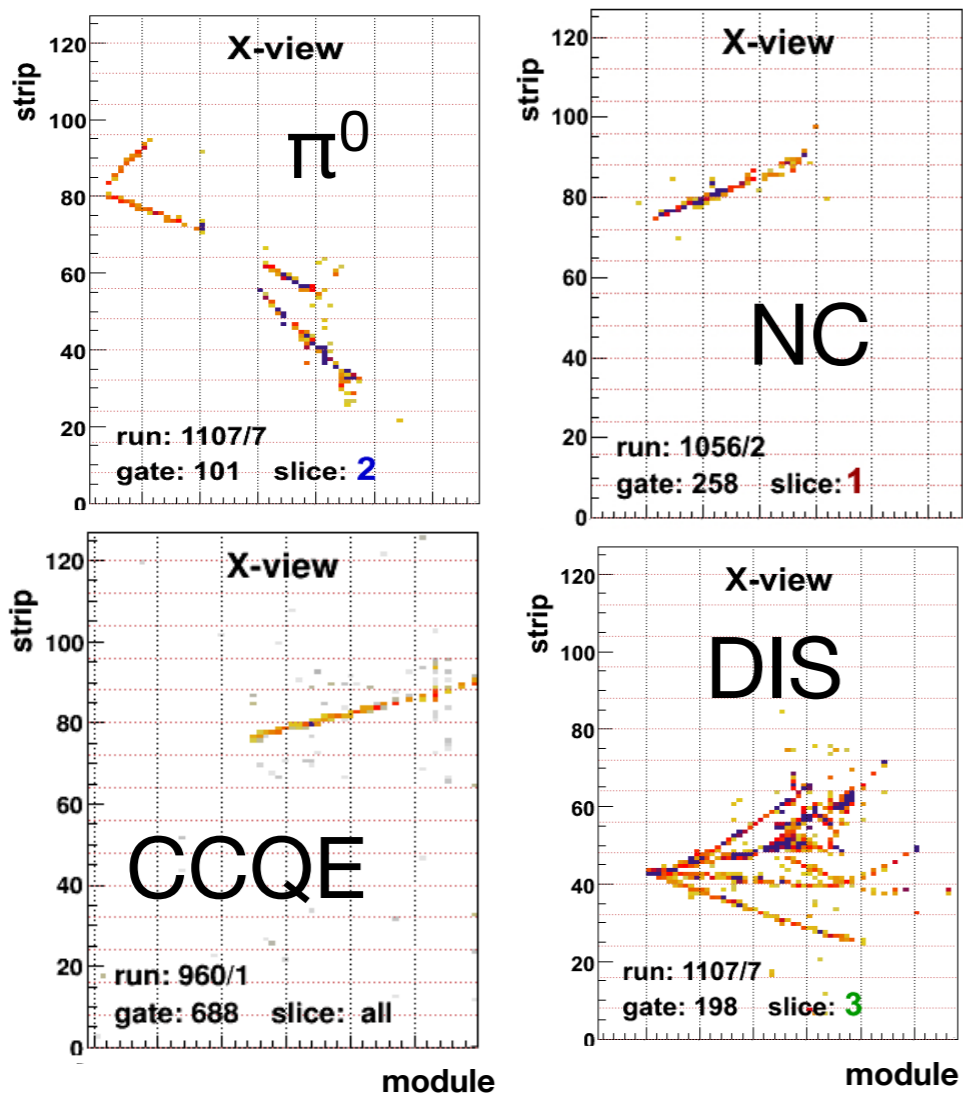 X-view
strip
120
100
80
60
40
20
0
π⁰
run: 1107/7
gate: 101 slice: 2
X-view
strip
120
100
80
60
40
20
0
NC
run: 1056/2
gate: 258 slice: 1
X-view
strip
120
100
80
60
40
20
0
CCQE
run: 960/1
gate: 688 slice: all
module
X-view
strip
120
100
80
60
40
20
0
DIS
run: 1107/7
gate: 198 slice: 3
module